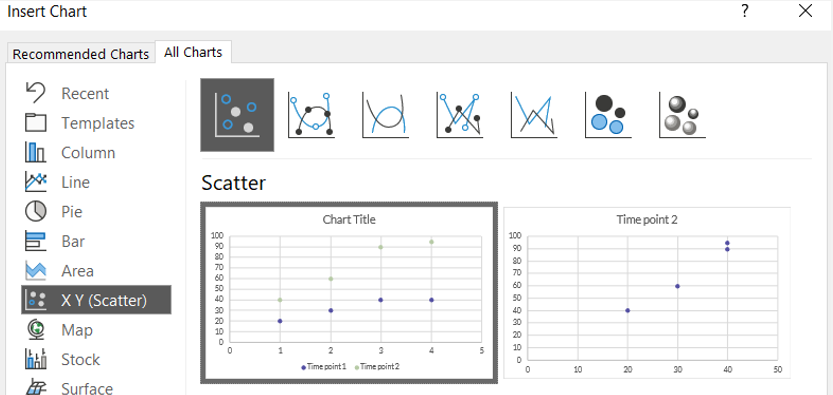 Insert Chart ?
Recommended Charts All Charts
Recent
Templates
Column
Line
Pie
Bar
Area
X Y (Scatter)
Map
Stock
Surface
Scatter
Chart Title
100
90
80
70
60
50
40
30
20
10
0
0 1 2 3 4 5
Time point 1 Time point 2
Time point 2
100
90
80
70
60
50
40
30
20
10
0
0 10 20 30 40 50